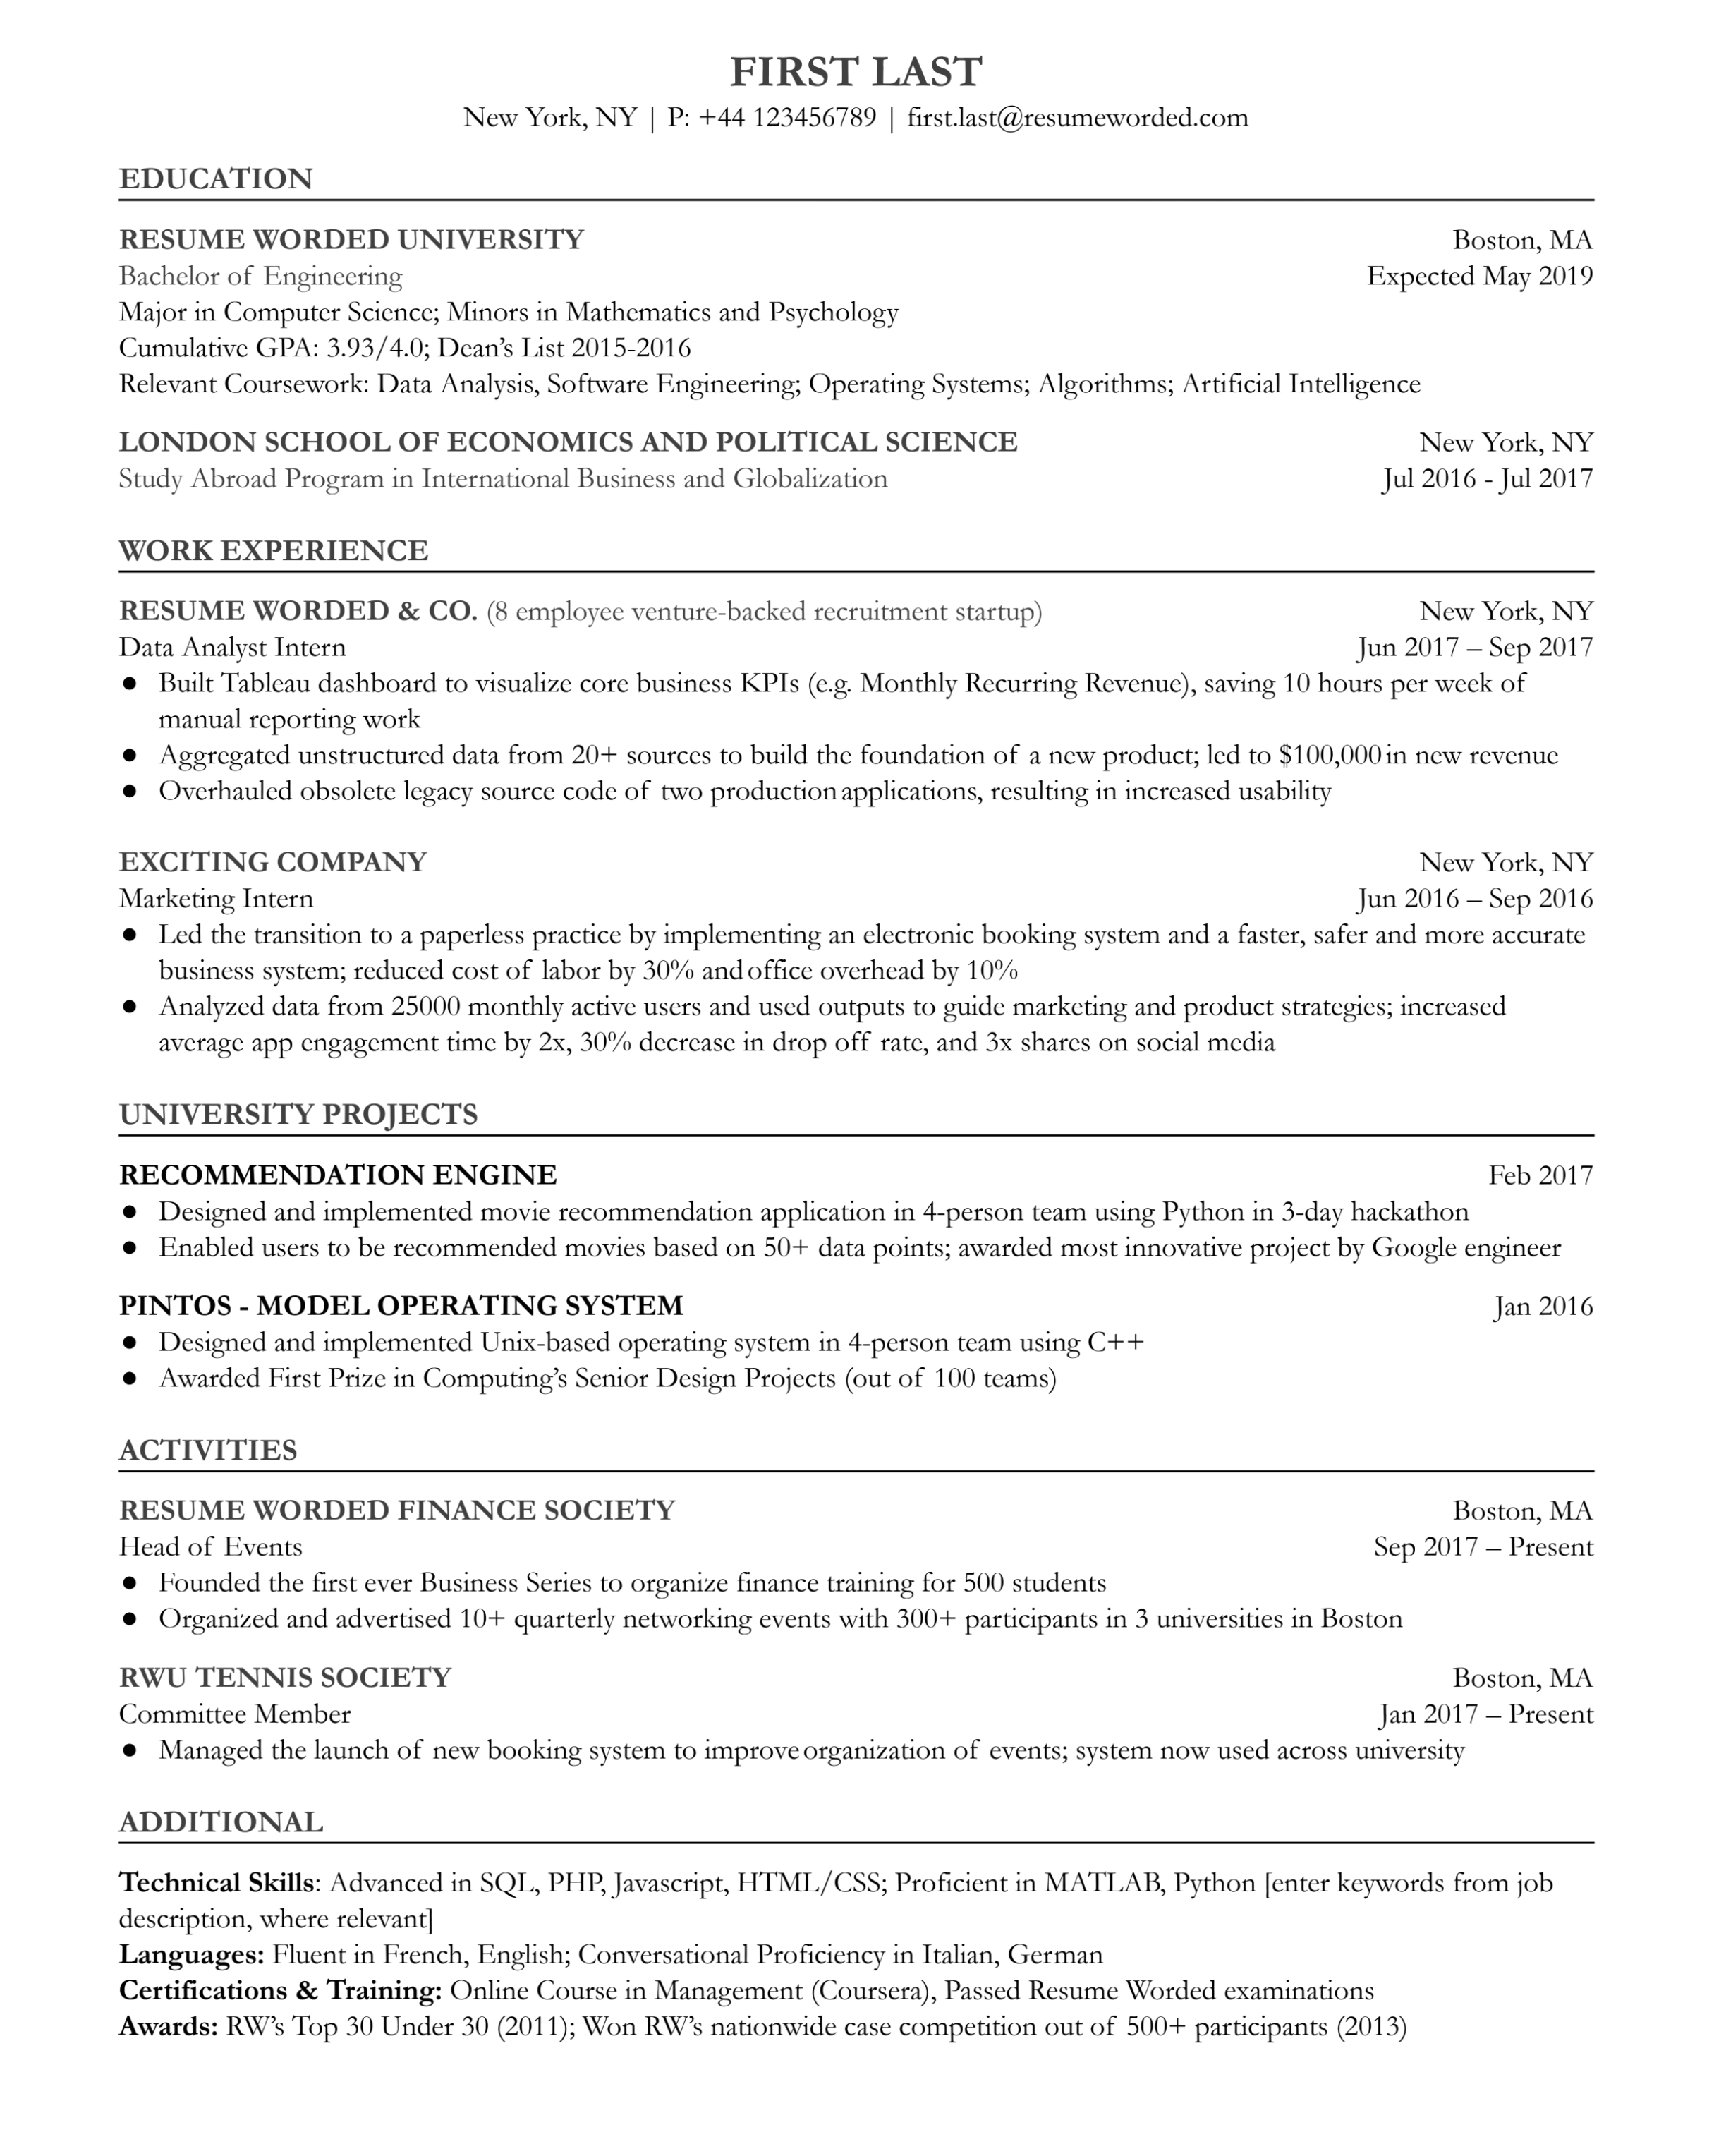 FIRST LAST
New York, NY | P: +44 123456789 | first.last@resumeworded.com
EDUCATION
RESUME WORDED UNIVERSITY Boston, MA
Bachelor of Engineering Expected May 2019
Major in Computer Science; Minors in Mathematics and Psychology
Cumulative GPA: 3.93/4.0; Dean’s List 2015-2016
Relevant Coursework: Data Analysis, Software Engineering; Operating Systems; Algorithms; Artificial Intelligence
LONDON SCHOOL OF ECONOMICS AND POLITICAL SCIENCE New York, NY
Study Abroad Program in International Business and Globalization Jul 2016 - Jul 2017
WORK EXPERIENCE
RESUME WORDED & CO. (8 employee venture-backed recruitment startup) New York, NY
Data Analyst Intern Jun 2017 – Sep 2017
● Built Tableau dashboard to visualize core business KPIs (e.g. Monthly Recurring Revenue), saving 10 hours per week of
manual reporting work
● Aggregated unstructured data from 20+ sources to build the foundation of a new product; led to $100,000 in new revenue
● Overhauled obsolete legacy source code of two production applications, resulting in increased usability
EXCITING COMPANY New York, NY
Marketing Intern Jun 2016 – Sep 2016
● Led the transition to a paperless practice by implementing an electronic booking system and a faster, safer and more accurate
business system; reduced cost of labor by 30% and office overhead by 10%
● Analyzed data from 25000 monthly active users and used outputs to guide marketing and product strategies; increased
average app engagement time by 2x, 30% decrease in drop off rate, and 3x shares on social media
UNIVERSITY PROJECTS
RECOMMENDATION ENGINE Feb 2017
● Designed and implemented movie recommendation application in 4-person team using Python in 3-day hackathon
● Enabled users to be recommended movies based on 50+ data points; awarded most innovative project by Google engineer
PINTOS - MODEL OPERATING SYSTEM Jan 2016
● Designed and implemented Unix-based operating system in 4-person team using C++
● Awarded First Prize in Computing’s Senior Design Projects (out of 100 teams)
ACTIVITIES
RESUME WORDED FINANCE SOCIETY Boston, MA
Head of Events Sep 2017 – Present
● Founded the first ever Business Series to organize finance training for 500 students
● Organized and advertised 10+ quarterly networking events with 300+ participants in 3 universities in Boston
RWU TENNIS SOCIETY Boston, MA
Committee Member Jan 2017 – Present
● Managed the launch of new booking system to improve organization of events; system now used across university
ADDITIONAL
Technical Skills: Advanced in SQL, PHP, Javascript, HTML/CSS; Proficient in MATLAB, Python [enter keywords from job
description, where relevant]
Languages: Fluent in French, English; Conversational Proficiency in Italian, German
Certifications & Training: Online Course in Management (Coursera), Passed Resume Worded examinations
Awards: RW’s Top 30 Under 30 (2011); Won RW’s nationwide case competition out of 500+ participants (2013)